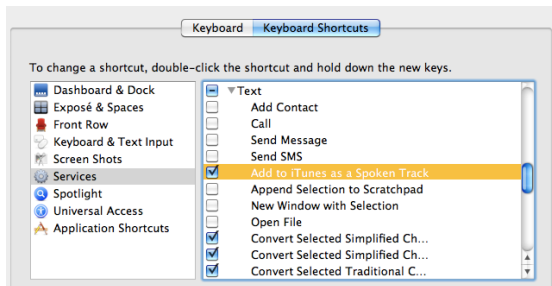 Keyboard Keyboard Shortcuts
To change a shortcut, double-click the shortcut and hold down the new keys.
Dashboard & Dock
Exposé & Spaces
Front Row
Keyboard & Text Input
Screen Shots
Services
Spotlight
Universal Access
Application Shortcuts
Text
Add Contact
Call
Send Message
Send SMS
Add to iTunes as a Spoken Track
Append Selection to Scratchpad
New Window with Selection
Open File
Convert Selected Simplified Ch...
Convert Selected Simplified Ch...
Convert Selected Traditional C...